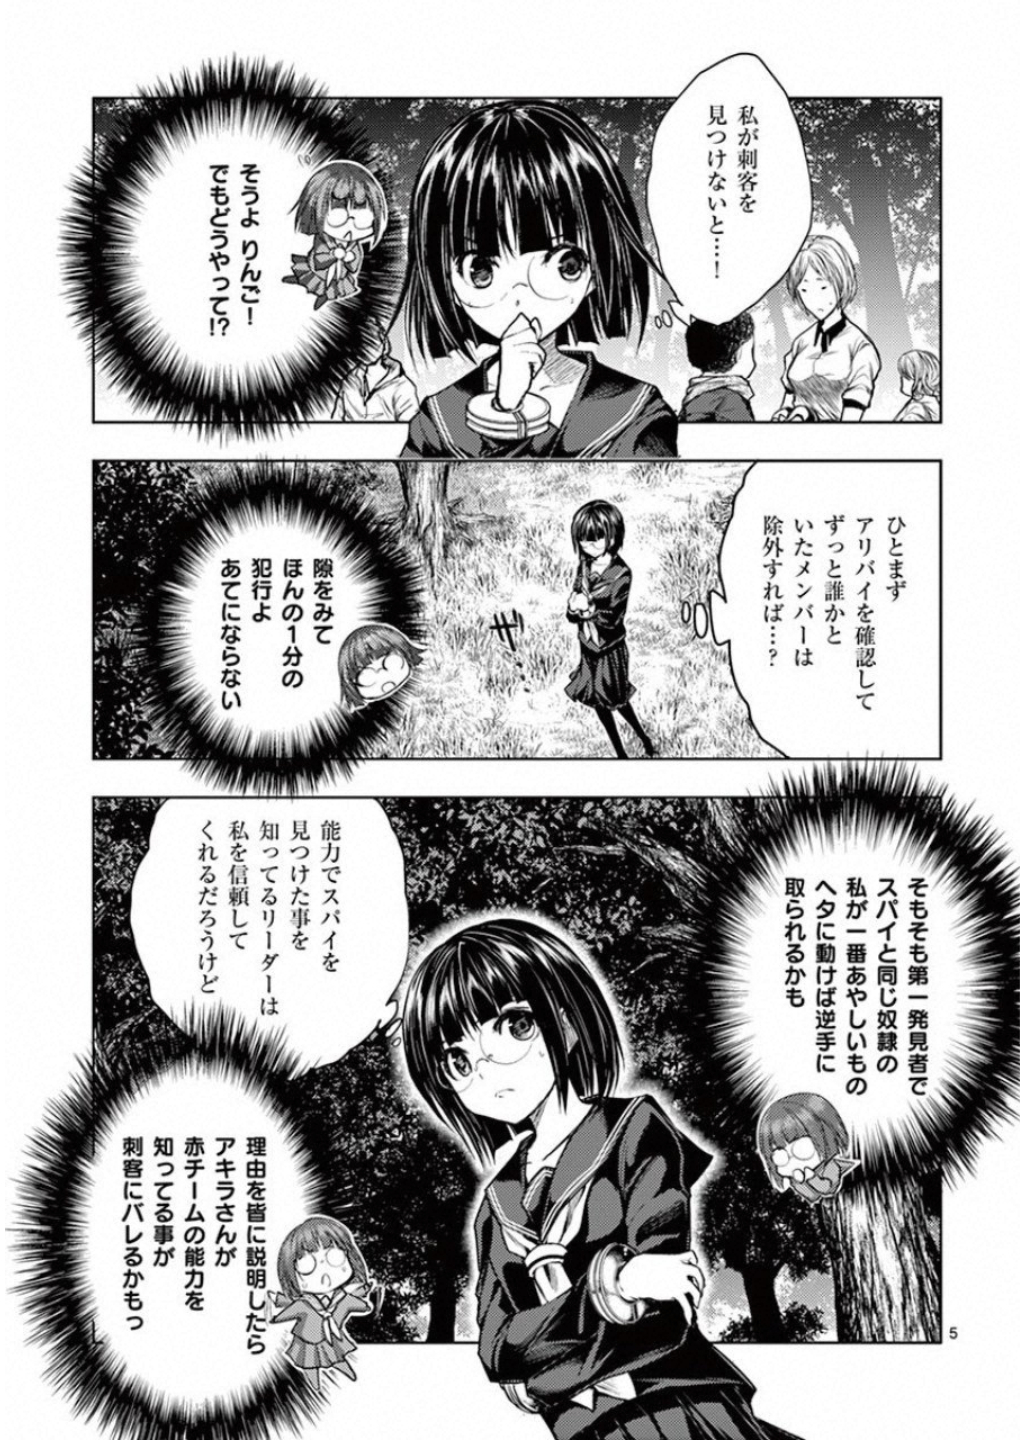 私が刺客を
見つけないと…！
そうよ りんご！
でもどうやって!?
ひとまず
アリバイを確認して
ずっと誰かと
いたメンバーは
除外すれば…？
ザッ
隙をみて
ほんの1分の
犯行よ
あてにならない
そもそも第一発見者で
スパイと同じ奴隷の
私が一番あやしいもの
ヘタに動けば逆手に
取られるかも
能力でスパイを
見つけた事を
知ってるリーダーは
私を信頼して
くれるだろうけど
理由を皆に説明したら
アキラさんが
赤チームの能力を
知ってる事が
刺客にバレるかもっ
5